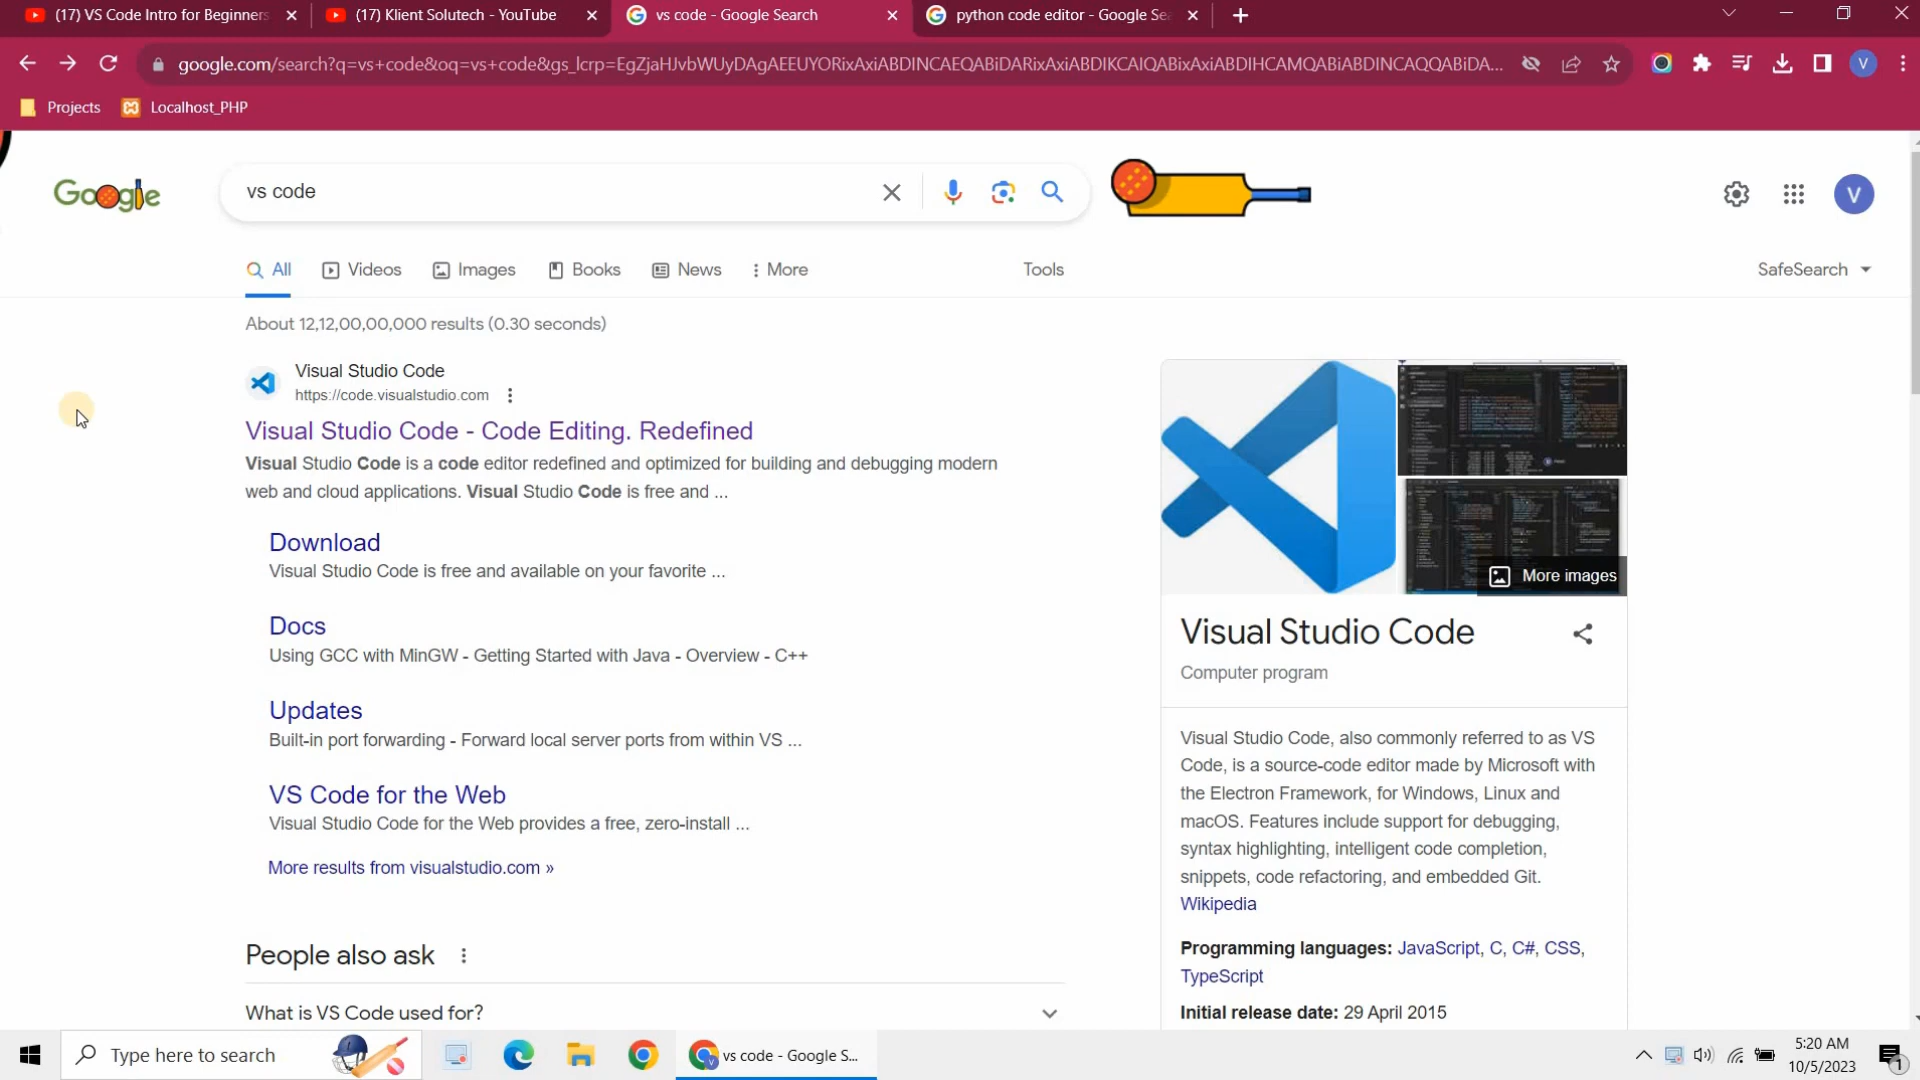 (17) VS Code Intro for Beginners
(17) Klient Solutech - YouTube
vs code - Google Search
python code editor - Google Sea
google.com/search?q=vs+code&oq=vs+code&gs_lcrp=EgZjaHJvbWUyDAgAEEUYORixAxiABDINCAEQABiDARixAxiABDIKCAIQABixAxiABDIHCAMQABiABDINCAQQABiDA...
V
Projects
Localhost_PHP
Google
vs code
V
All
Videos
Images
Books
News
More
Tools
SafeSearch
About 12,12,00,00,000 results (0.30 seconds)
Visual Studio Code
https://code.visualstudio.com
Visual Studio Code - Code Editing. Redefined
Visual Studio Code is a code editor redefined and optimized for building and debugging modern
web and cloud applications. Visual Studio Code is free and ...
Download
Visual Studio Code is free and available on your favorite ...
Docs
Using GCC with MinGW - Getting Started with Java - Overview - C++
Updates
Built-in port forwarding - Forward local server ports from within VS ...
VS Code for the Web
Visual Studio Code for the Web provides a free, zero-install ...
More results from visualstudio.com »
People also ask
What is VS Code used for?
More images
Visual Studio Code
Computer program
Visual Studio Code, also commonly referred to as VS
Code, is a source-code editor made by Microsoft with
the Electron Framework, for Windows, Linux and
macOS. Features include support for debugging,
syntax highlighting, intelligent code completion,
snippets, code refactoring, and embedded Git.
Wikipedia
Programming languages: JavaScript, C, C#, CSS,
TypeScript
Initial release date: 29 April 2015
Type here to search
vs code - Google S...
5:20 AM
10/5/2023
1